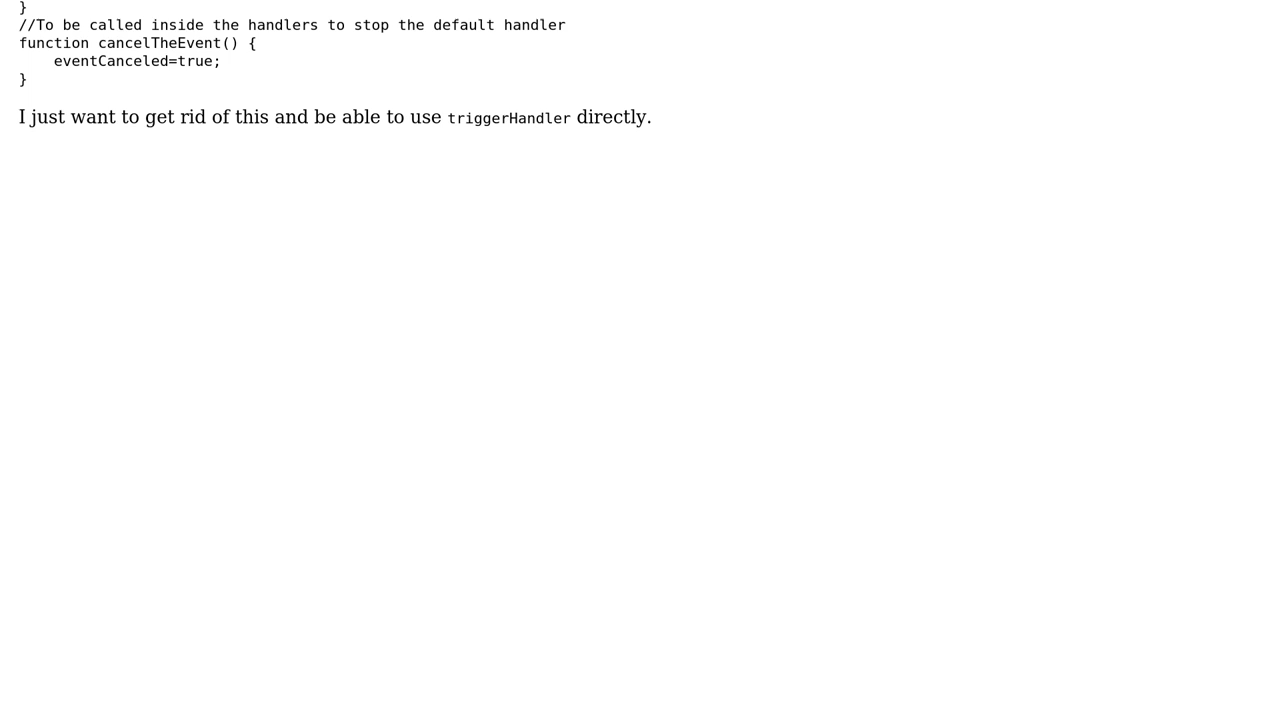 }
//To be called inside the handlers to stop the default handler
function cancelTheEvent() {
    eventCanceled=true;
}
I just want to get rid of this and be able to use triggerHandler directly.